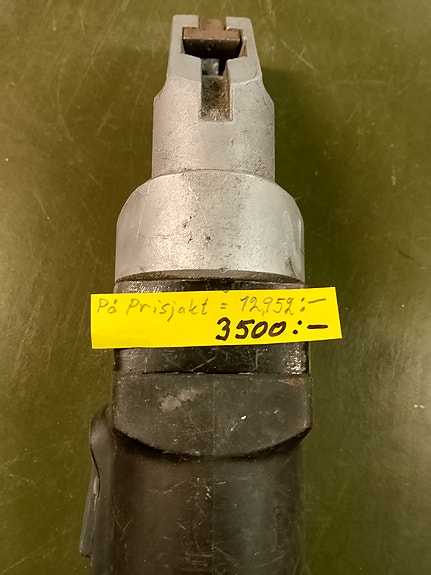 På Prisjakt = 12,952:-
3500:-